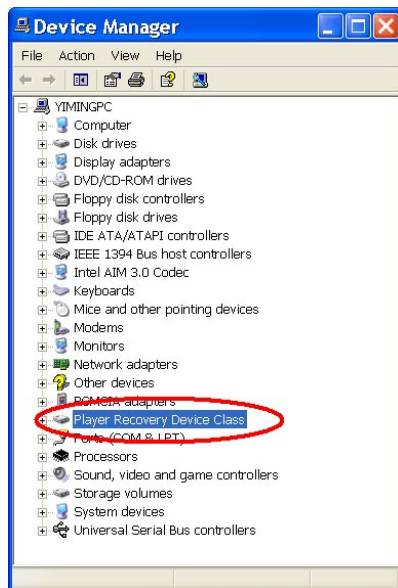 Device Manager
File Action View Help
YIMINGPC
Computer
Disk drives
Display adapters
DVD/CD-ROM drives
Floppy disk controllers
Floppy disk drives
IDE ATA/ATAPI controllers
IEEE 1394 Bus host controllers
Intel AIM 3.0 Codec
Keyboards
Mice and other pointing devices
Modems
Monitors
Network adapters
Other devices
PCMCIA adapters
Player Recovery Device Class
Ports (COM & LPT)
Processors
Sound, video and game controllers
Storage volumes
System devices
Universal Serial Bus controllers